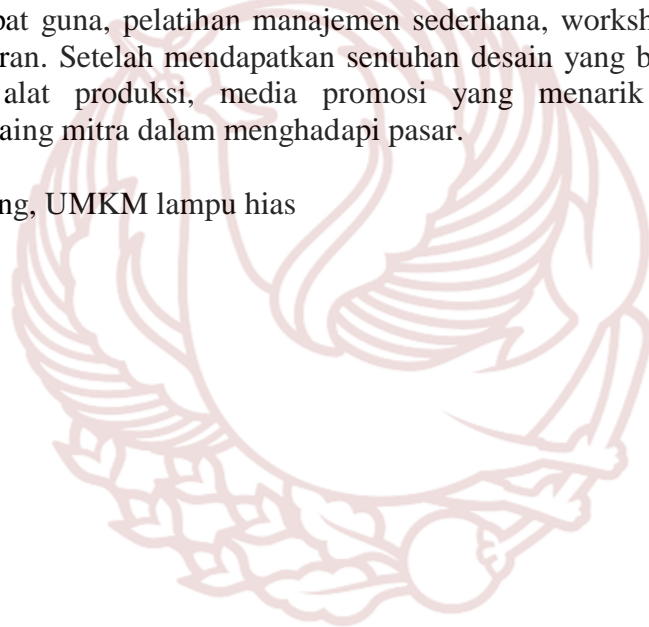 pat guna, pelatihan manajemen sederhana, worksh
ran. Setelah mendapatkan sentuhan desain yang b
alat produksi, media promosi yang menarik
aing mitra dalam menghadapi pasar.
ng, UMKM lampu hias